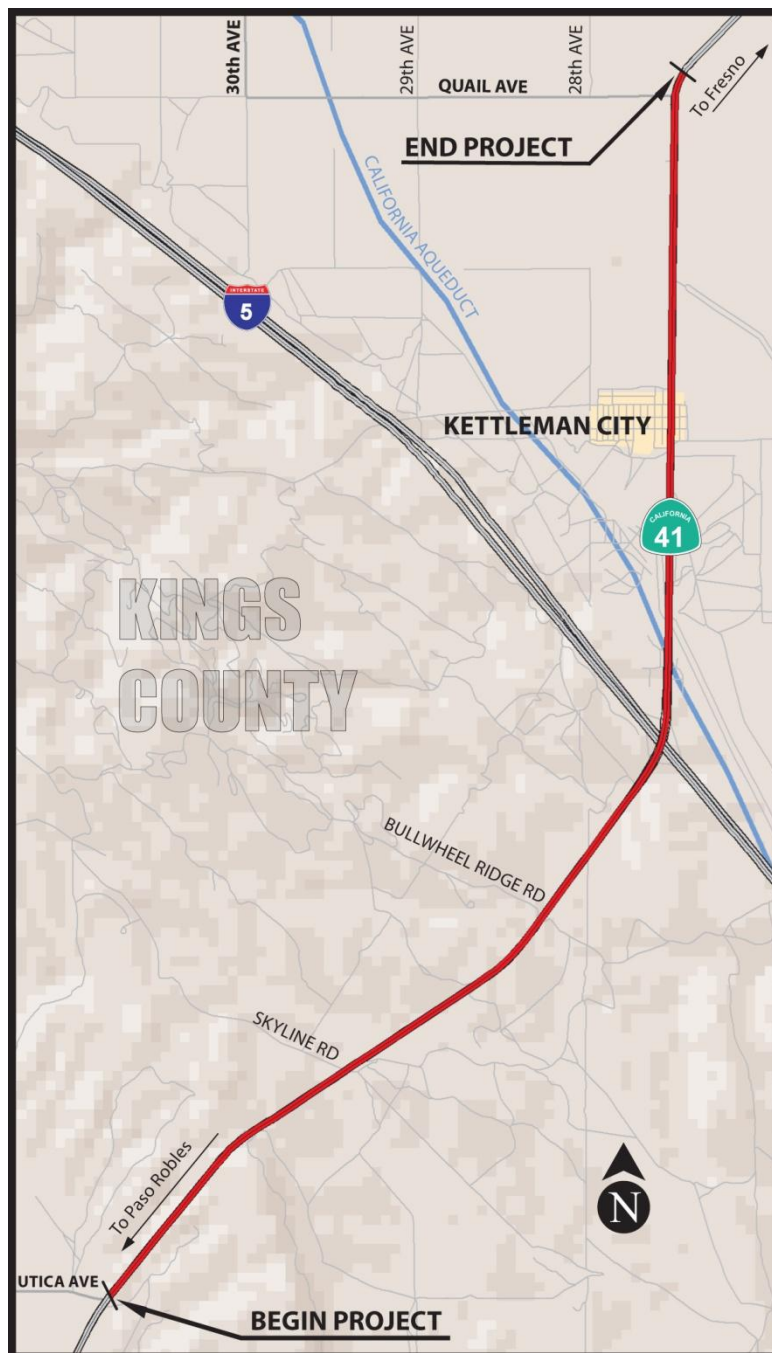 30th AVE
29th AVE
28th AVE
QUAIL AVE
To Fresno
END PROJECT
CALIFORNIA AQUEDUCT
INTERSTATE
5
KETTLEMAN CITY
CALIFORNIA
41
KINGS
COUNTY
BULLWHEEL RIDGE RD
SKYLINE RD
To Paso Robles
N
UTICA AVE
BEGIN PROJECT